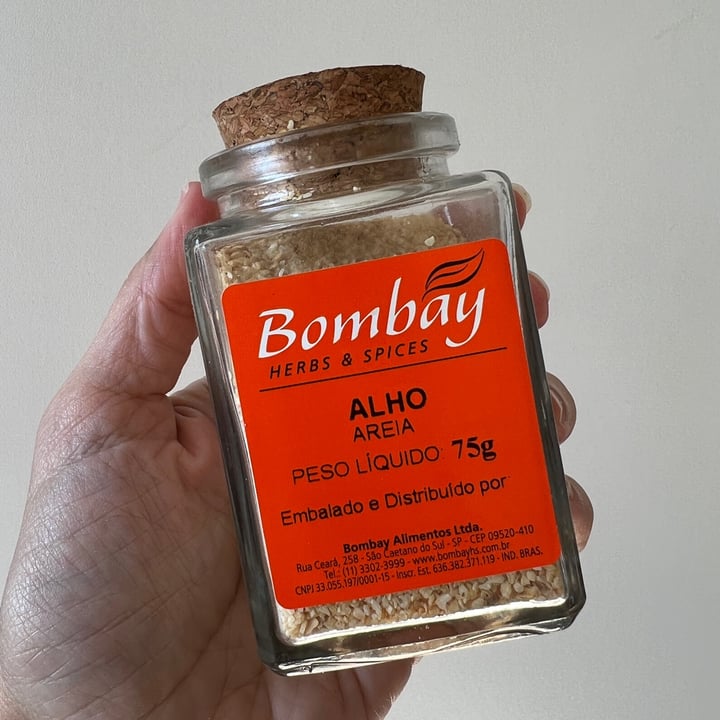 Bombay
HERBS & SPICES
ALHO
AREIA
PESO LÍQUIDO: 75g
Embalado e Distribuído por:
Bombay Alimentos Ltda.
Rua Ceará, 258 - São Caetano do Sul - SP - CEP 09520-410
Tel.: (11) 3302-3999 - www.bombayhs.com.br
CNPJ 33.055.197/0001-15 - Inscr. Est. 636.382.371.119 - IND. BRAS.